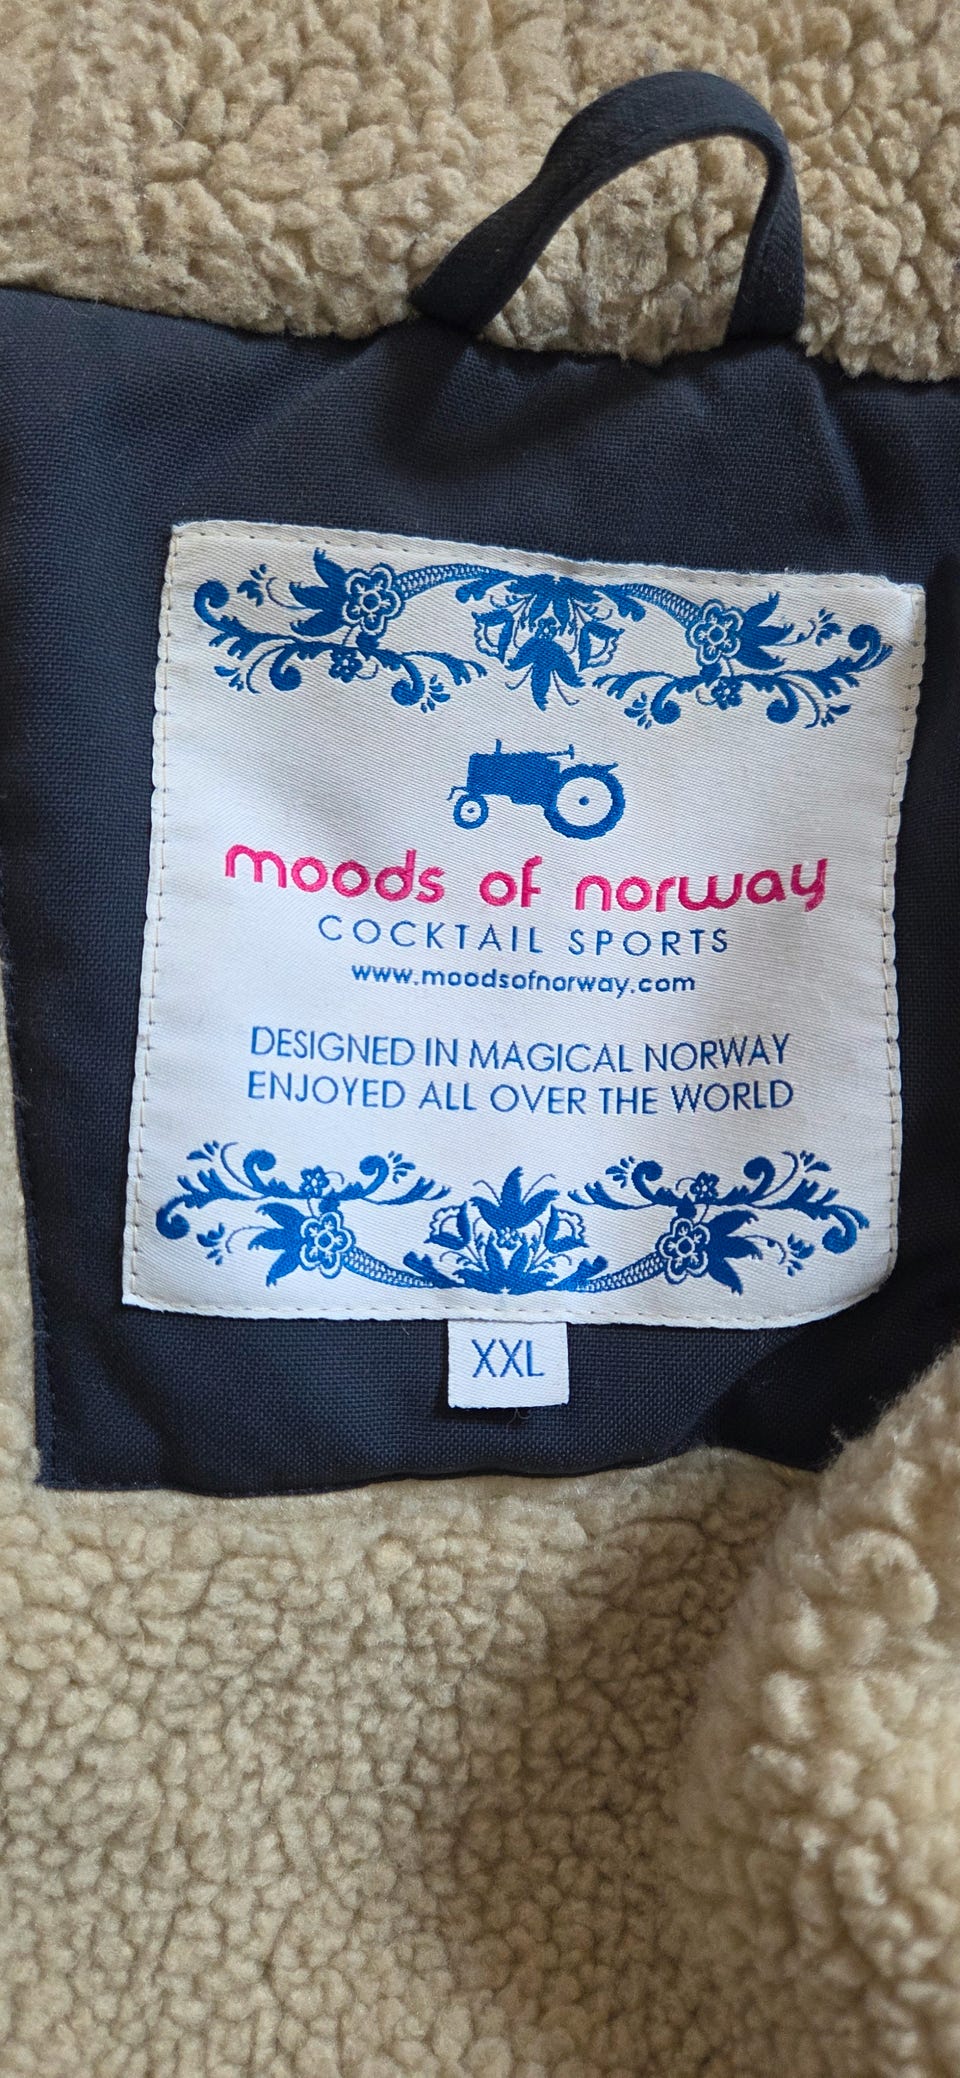 moods of norway
COCKTAIL SPORTS
www.moodsofnorway.com
DESIGNED IN MAGICAL NORWAY
ENJOYED ALL OVER THE WORLD
XXL